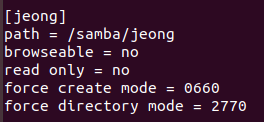 [jeong]
path = /samba/jeong
browseable = no
read only = no
force create mode = 0660
force directory mode = 2770